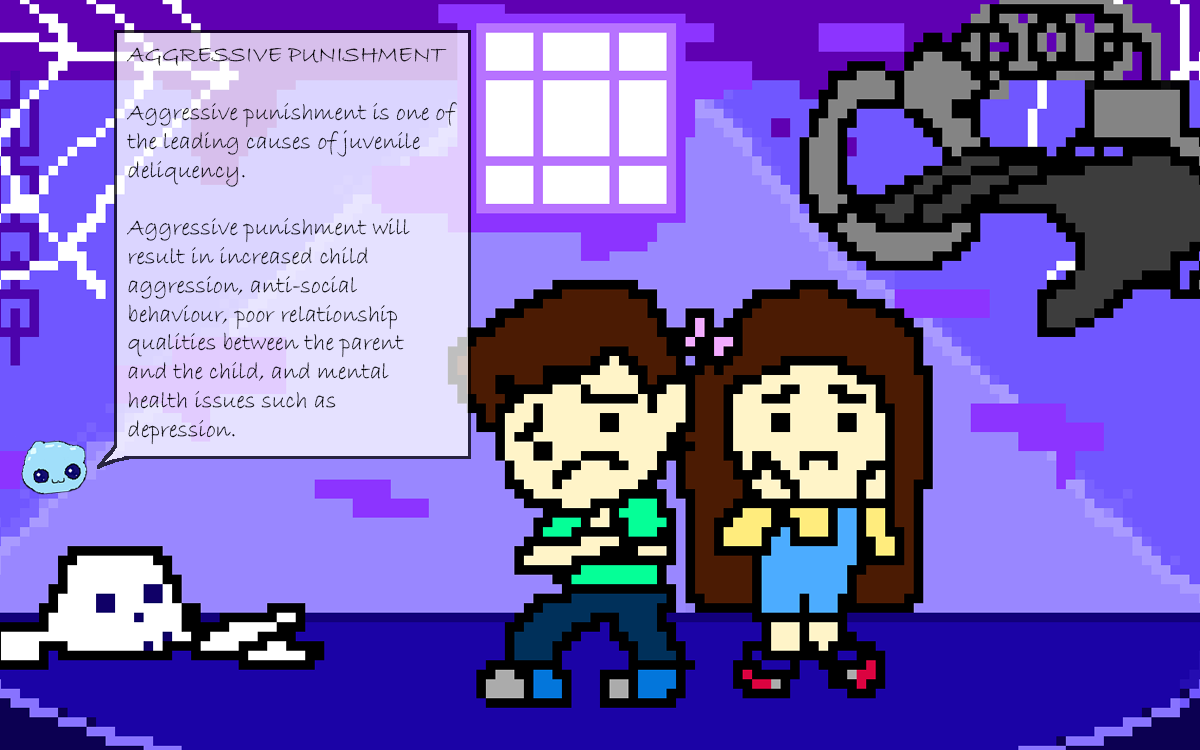 AGGRESSIVE PUNISHMENT
Aggressive punishment is one of
the leading causes of juvenile
deliquency.
Aggressive punishment will
result in increased child
aggression, anti-social
behaviour, poor relationship
qualities between the parent
and the child, and mental
health issues such as
depression.